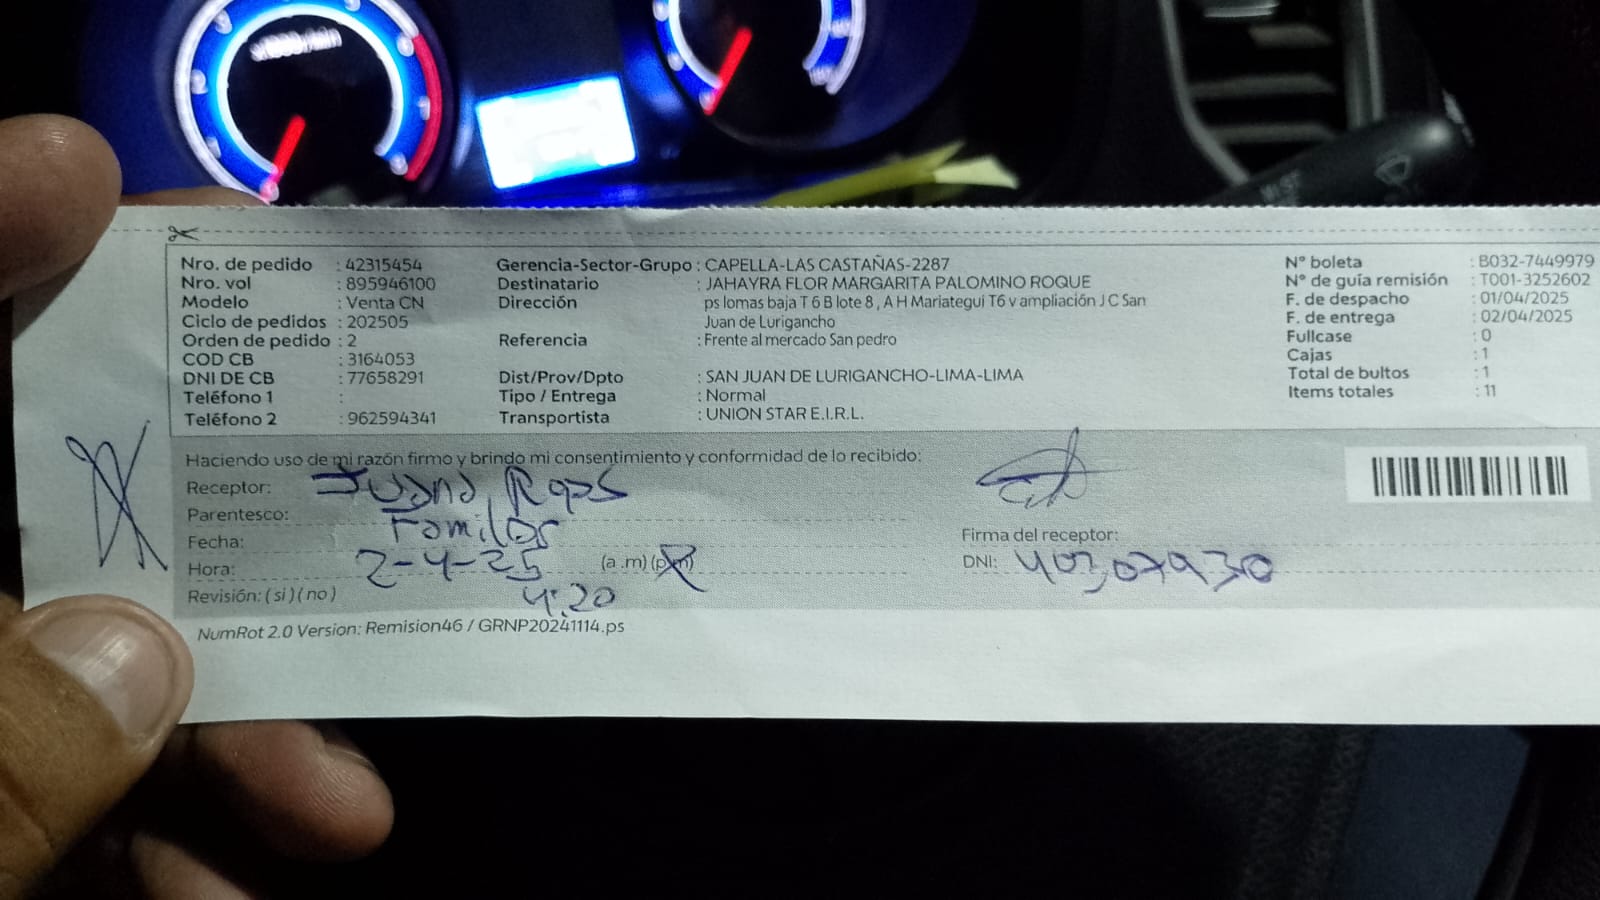 Nro. de pedido : 42315454
Nro. vol : 895946100
Modelo : Venta CN
Ciclo de pedidos : 202505
Orden de pedido : 2
COD CB : 3164053
DNI DE CB : 77658291
Teléfono 1 :
Teléfono 2 : 962594341
Gerencia-Sector-Grupo : CAPELLA-LAS CASTAÑAS-2287
Destinatario : JAHAYRA FLOR MARGARITA PALOMINO ROQUE
Dirección ps lomas baja T 6 B lote 8 , A H Mariategui T6 v ampliación J C San
Juan de Lurigancho
Referencia : Frente al mercado San pedro
Dist/Prov/Dpto : SAN JUAN DE LURIGANCHO-LIMA-LIMA
Tipo / Entrega : Normal
Transportista : UNION STAR E.I.R.L.
N° boleta : B032-7449979
N° de guía remisión : T001-3252602
F. de despacho : 01/04/2025
F. de entrega : 02/04/2025
Fullcase : 0
Cajas : 1
Total de bultos : 1
Items totales : 11
Haciendo uso de mi razón firmo y brindo mi consentimiento y conformidad de lo recibido:
Receptor: Juana
Parentesco: Familar
Fecha: 2-4-25
Hora: 4:20 (a .m) (p.m)
Revisión: ( si ) ( no )
Firma del receptor:
DNI:
NumRot 2.0 Version: Remision46 / GRNP20241114.ps